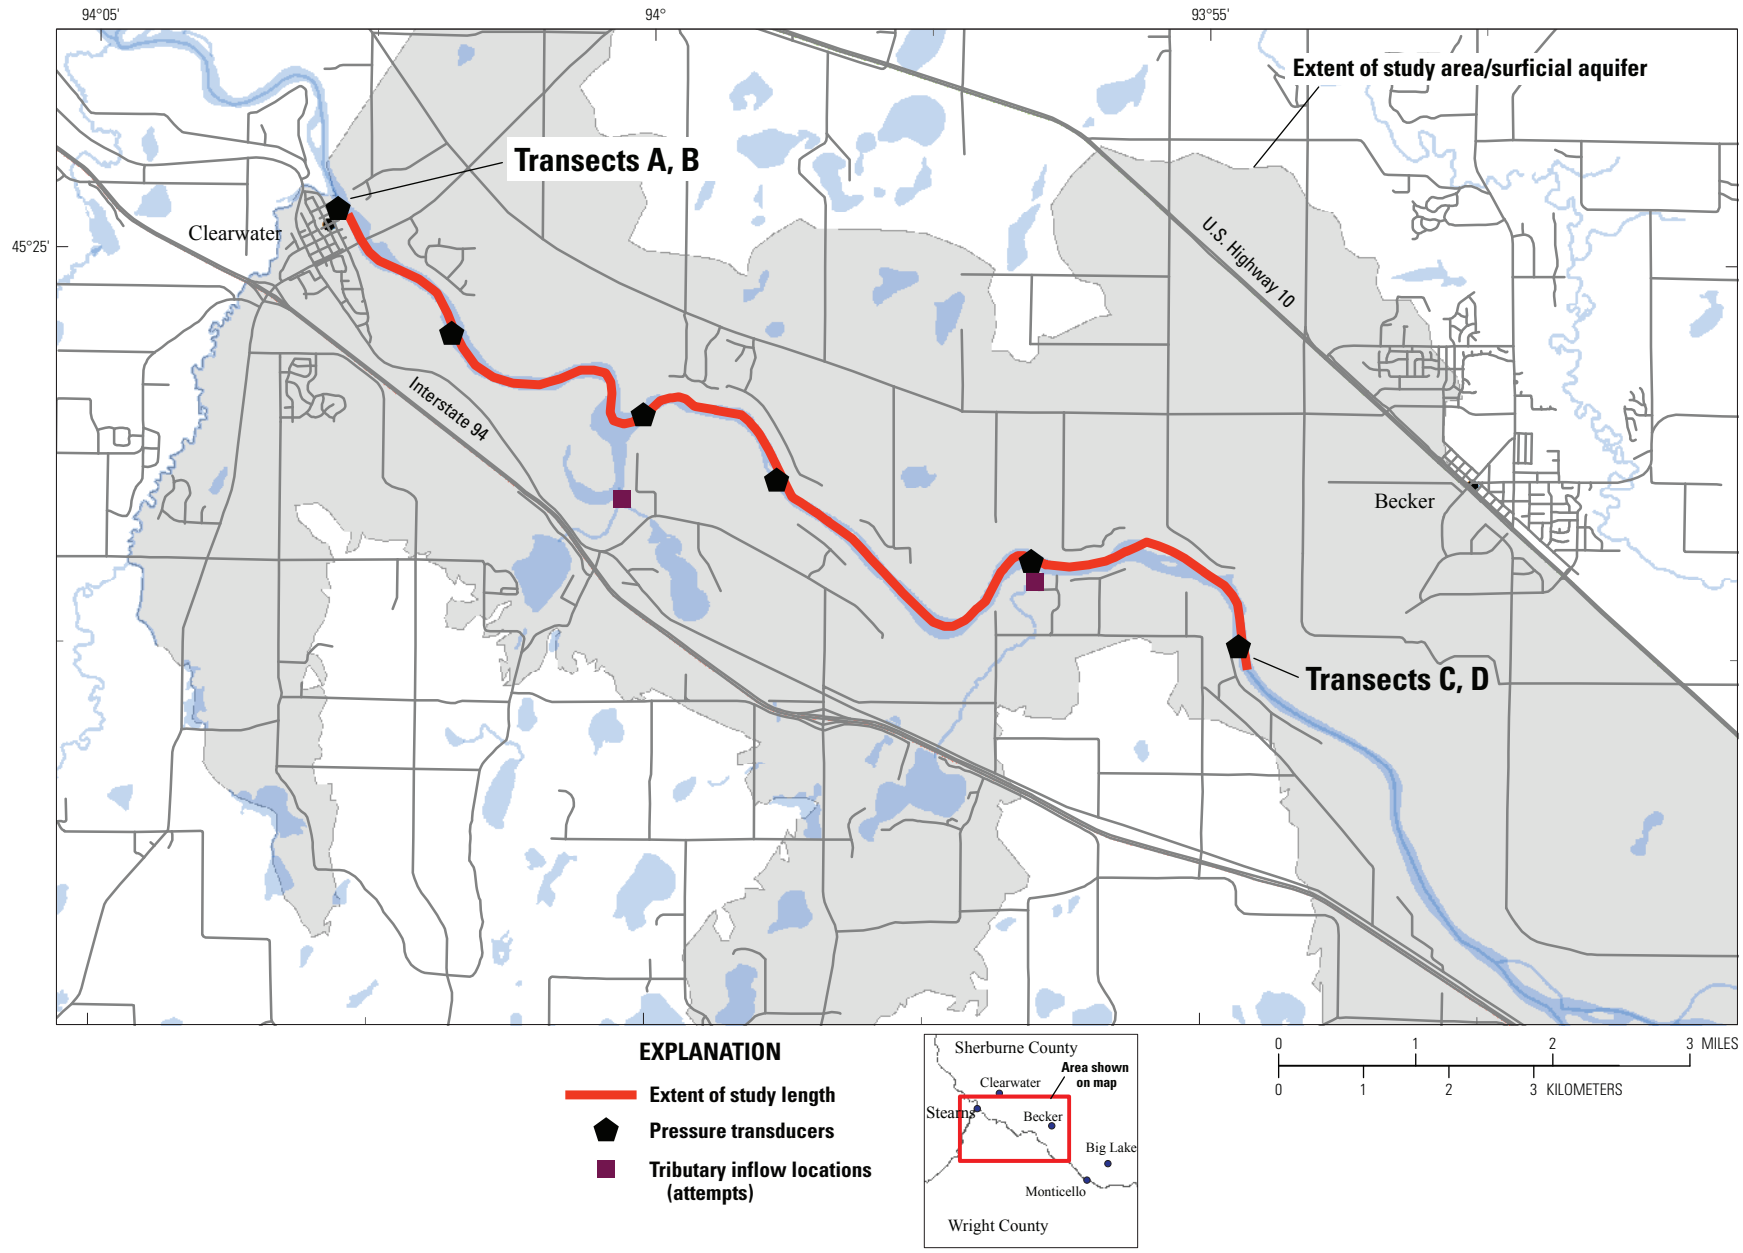 94°05'
94°
93°55'
Extent of study area/surficial aquifer
Transects A, B
Clearwater
45°25'
U.S. Highway 10
Interstate 94
Becker
Transects C, D
EXPLANATION
Extent of study length
Pressure transducers
Tributary inflow locations
(attempts)
Sherburne County
Area shown
on map
Clearwater
Stearns
Becker
Big Lake
Monticello
Wright County
0 1 2 3 MILES
0 1 2 3 KILOMETERS